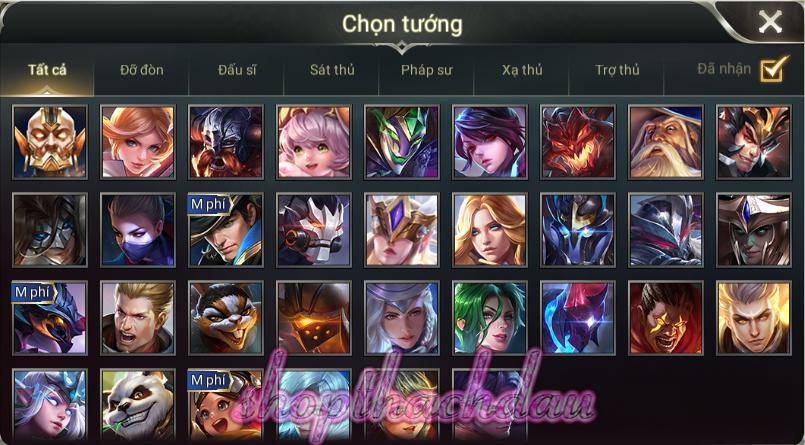 Chọn tướng
Tất cả Đỡ đòn Đấu sĩ Sát thủ Pháp sư Xạ thủ Trợ thủ Đã nhận
M phí
M phí
M phí
shopthachdau